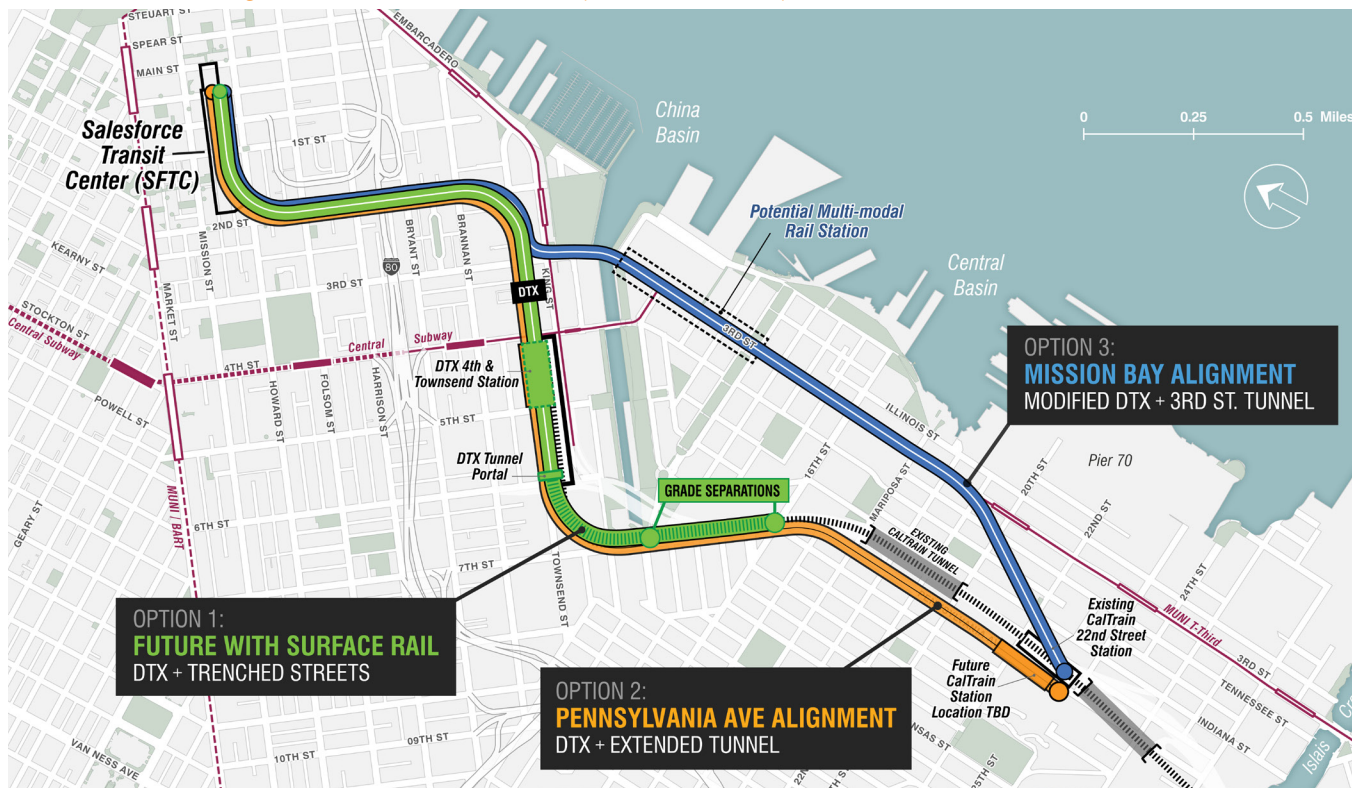 STEUART ST
SPEAR ST
MAIN ST
EMBARCADERO
Salesforce
Transit
Center (SFTC)
1ST ST
2ND ST
KEARNY ST
STOCKTON ST
Central Subway
MARKET ST
MISSION ST
3RD ST
80
BRYANT ST
BRANNAN ST
KING ST
China
Basin
0 0.25 0.5 Miles
Potential Multi-modal
Rail Station
Central
Basin
DTX
3RD ST
4TH ST
Central Subway
POWELL ST
HOWARD ST
FOLSOM ST
HARRISON ST
DTX 4th &
Townsend Station
5TH ST
DTX Tunnel
Portal
GEARY ST
MUNI / BART
6TH ST
7TH ST
TOWNSEND ST
GRADE SEPARATIONS
16TH ST
MARIPOSA ST
ILLINOIS ST
EXISTING
CALTRAIN TUNNEL
OPTION 3:
MISSION BAY ALIGNMENT
MODIFIED DTX + 3RD ST. TUNNEL
Pier 70
20TH ST
22ND ST
24TH ST
MUNI T-Third
3RD ST
TENNESSEE ST
INDIANA ST
Islais
Existing
CalTrain
22nd Street
Station
Future
CalTrain
Station
Location TBD
OPTION 1:
FUTURE WITH SURFACE RAIL
DTX + TRENCHED STREETS
OPTION 2:
PENNSYLVANIA AVE ALIGNMENT
DTX + EXTENDED TUNNEL
VAN NESS AVE
10TH ST
09TH ST
25TH ST